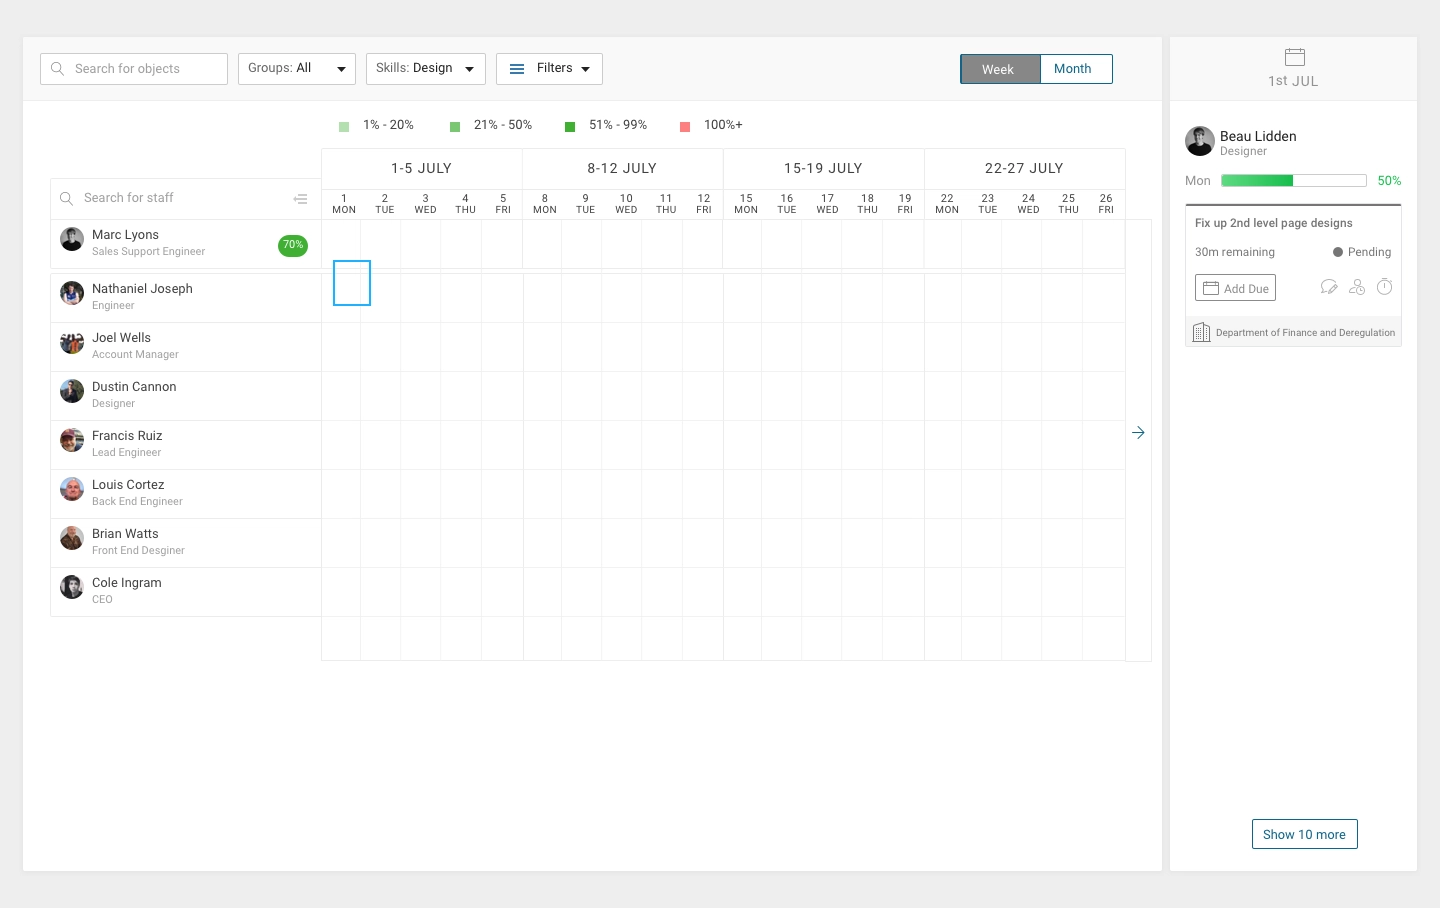 Search for objects
Groups: All
Skills: Design
Filters
Week
Month
1st JUL
1% - 20%
21% - 50%
51% - 99%
100%+
1-5 JULY
8-12 JULY
15-19 JULY
22-27 JULY
Search for staff
1 2 3 4 5 8 9 10 11 12 15 16 17 18 19 22 23 24 25 26
MON TUE WED THU FRI MON TUE WED THU FRI MON TUE WED THU FRI MON TUE WED THU FRI
Marc Lyons
Sales Support Engineer
70%
Nathaniel Joseph
Engineer
Joel Wells
Account Manager
Dustin Cannon
Designer
Francis Ruiz
Lead Engineer
Louis Cortez
Back End Engineer
Brian Watts
Front End Desginer
Cole Ingram
CEO
Beau Lidden
Designer
Mon 50%
Fix up 2nd level page designs
30m remaining
Pending
Add Due
Department of Finance and Deregulation
Show 10 more